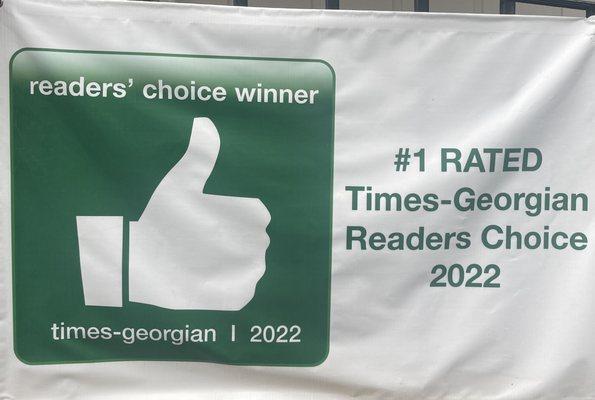 readers' choice winner
times-georgian | 2022
#1 RATED
Times-Georgian
Readers Choice
2022